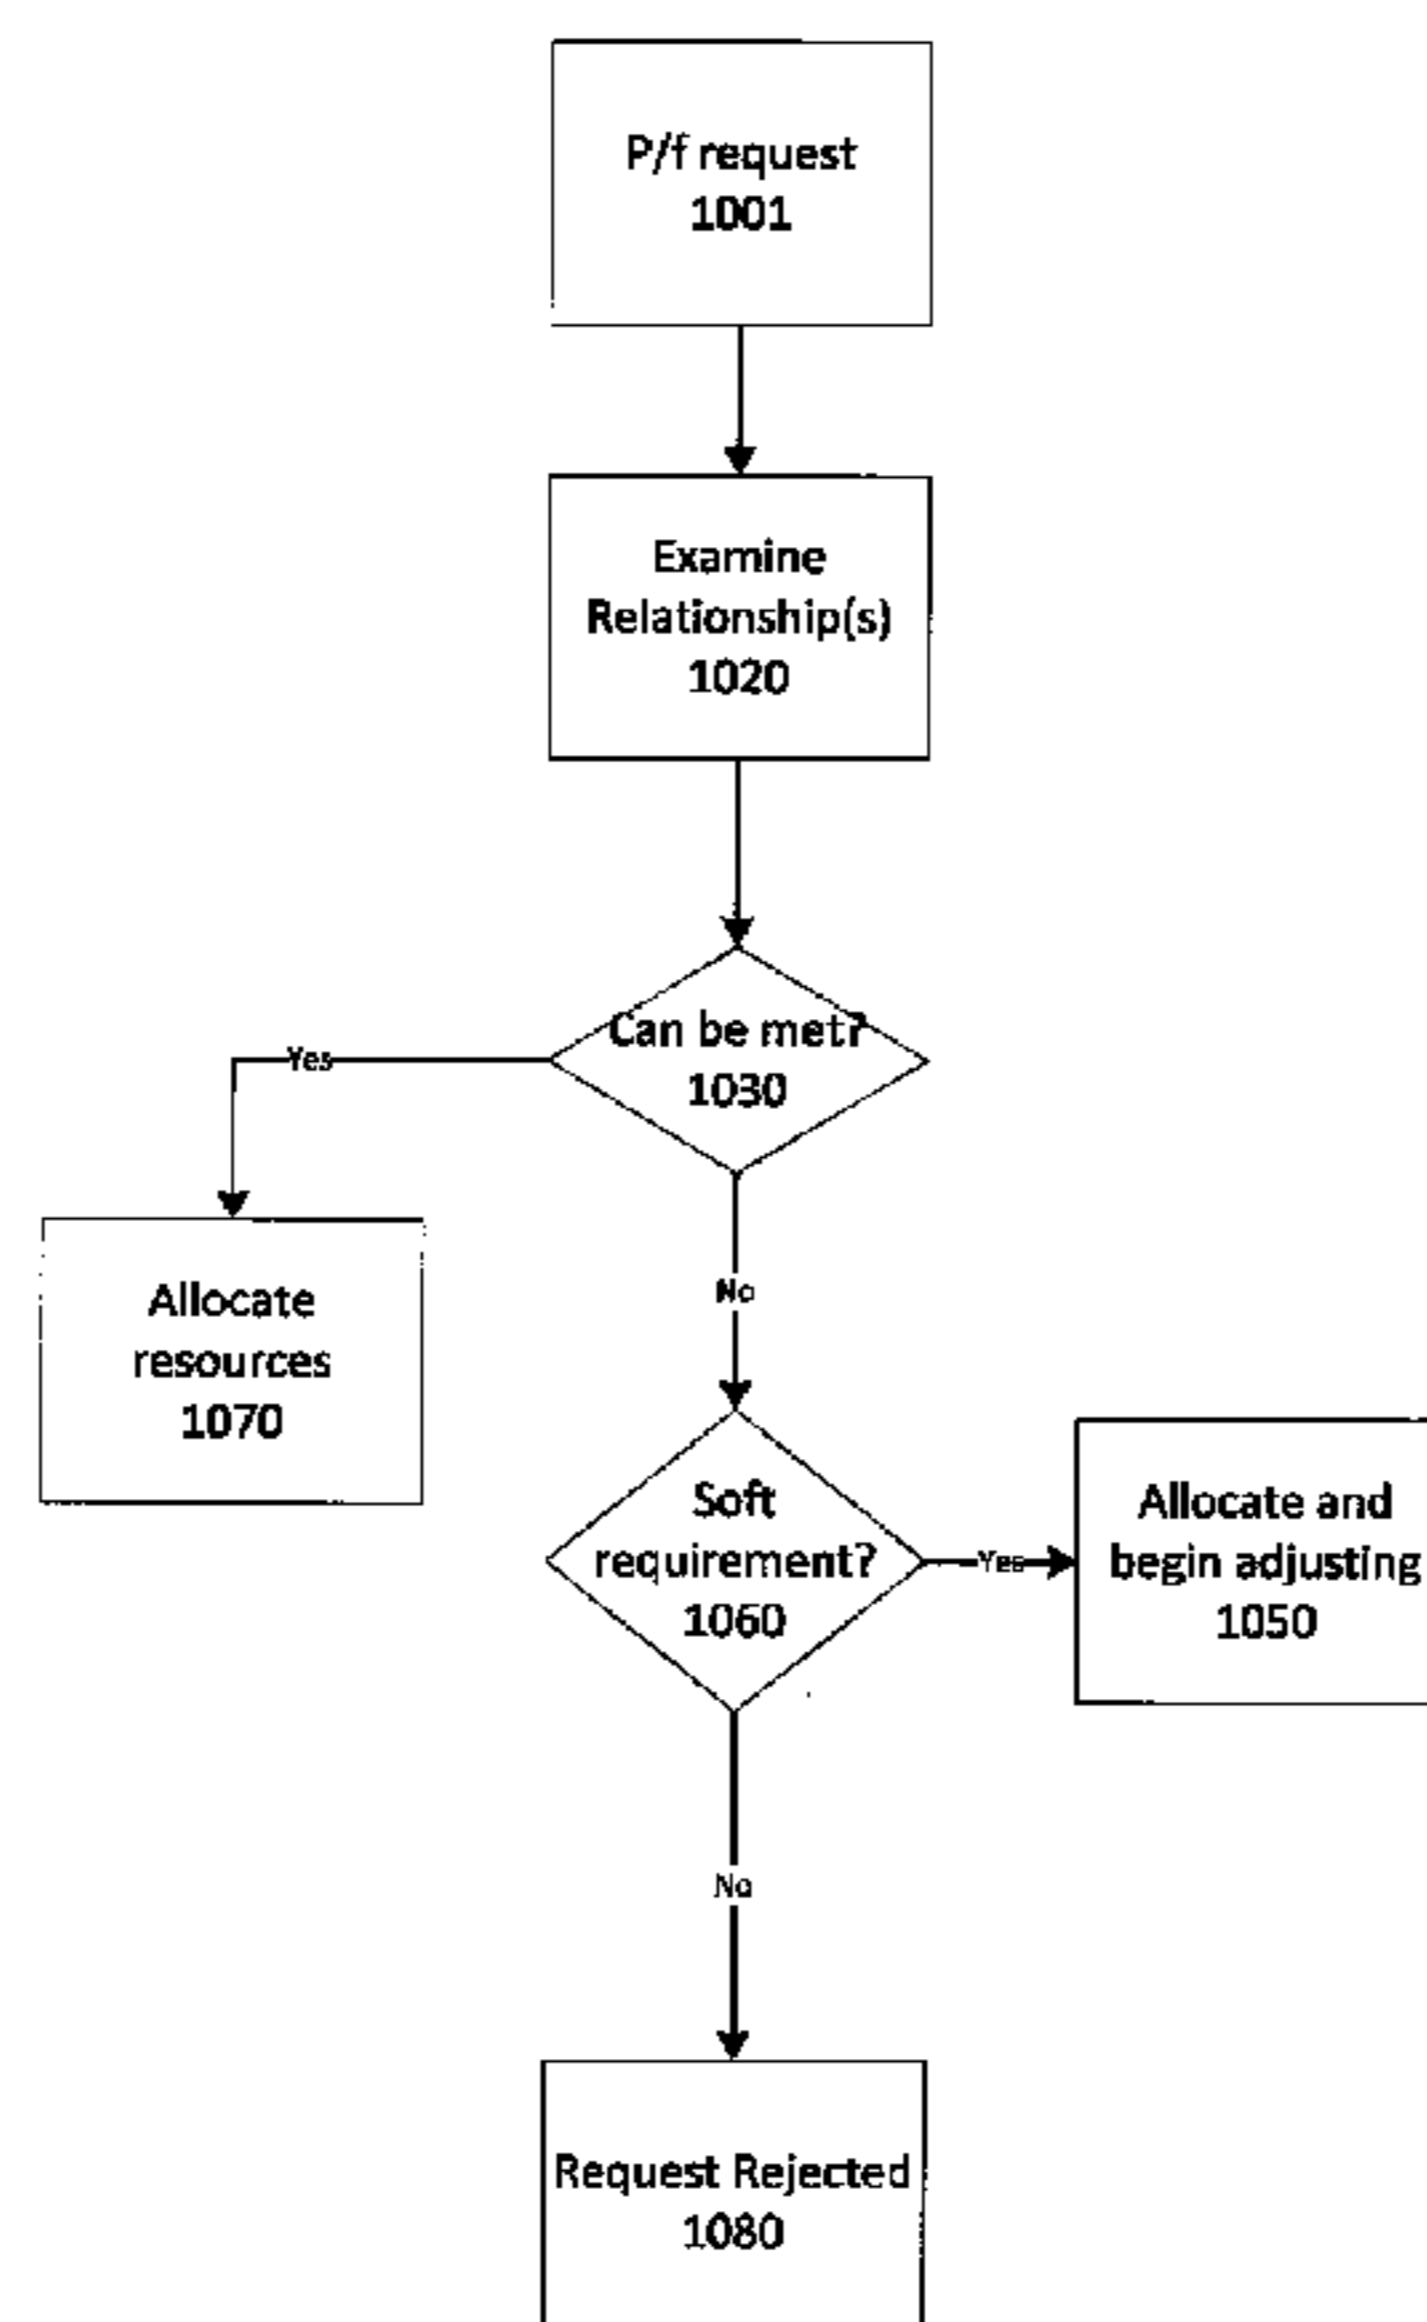 P/f request
1001
Examine
Relationship(s)
1020
Can be met?
1030
Yes
No
Allocate
resources
1070
Soft
requirement?
1060
Yes
Allocate and
begin adjusting
1050
No
Request Rejected
1080